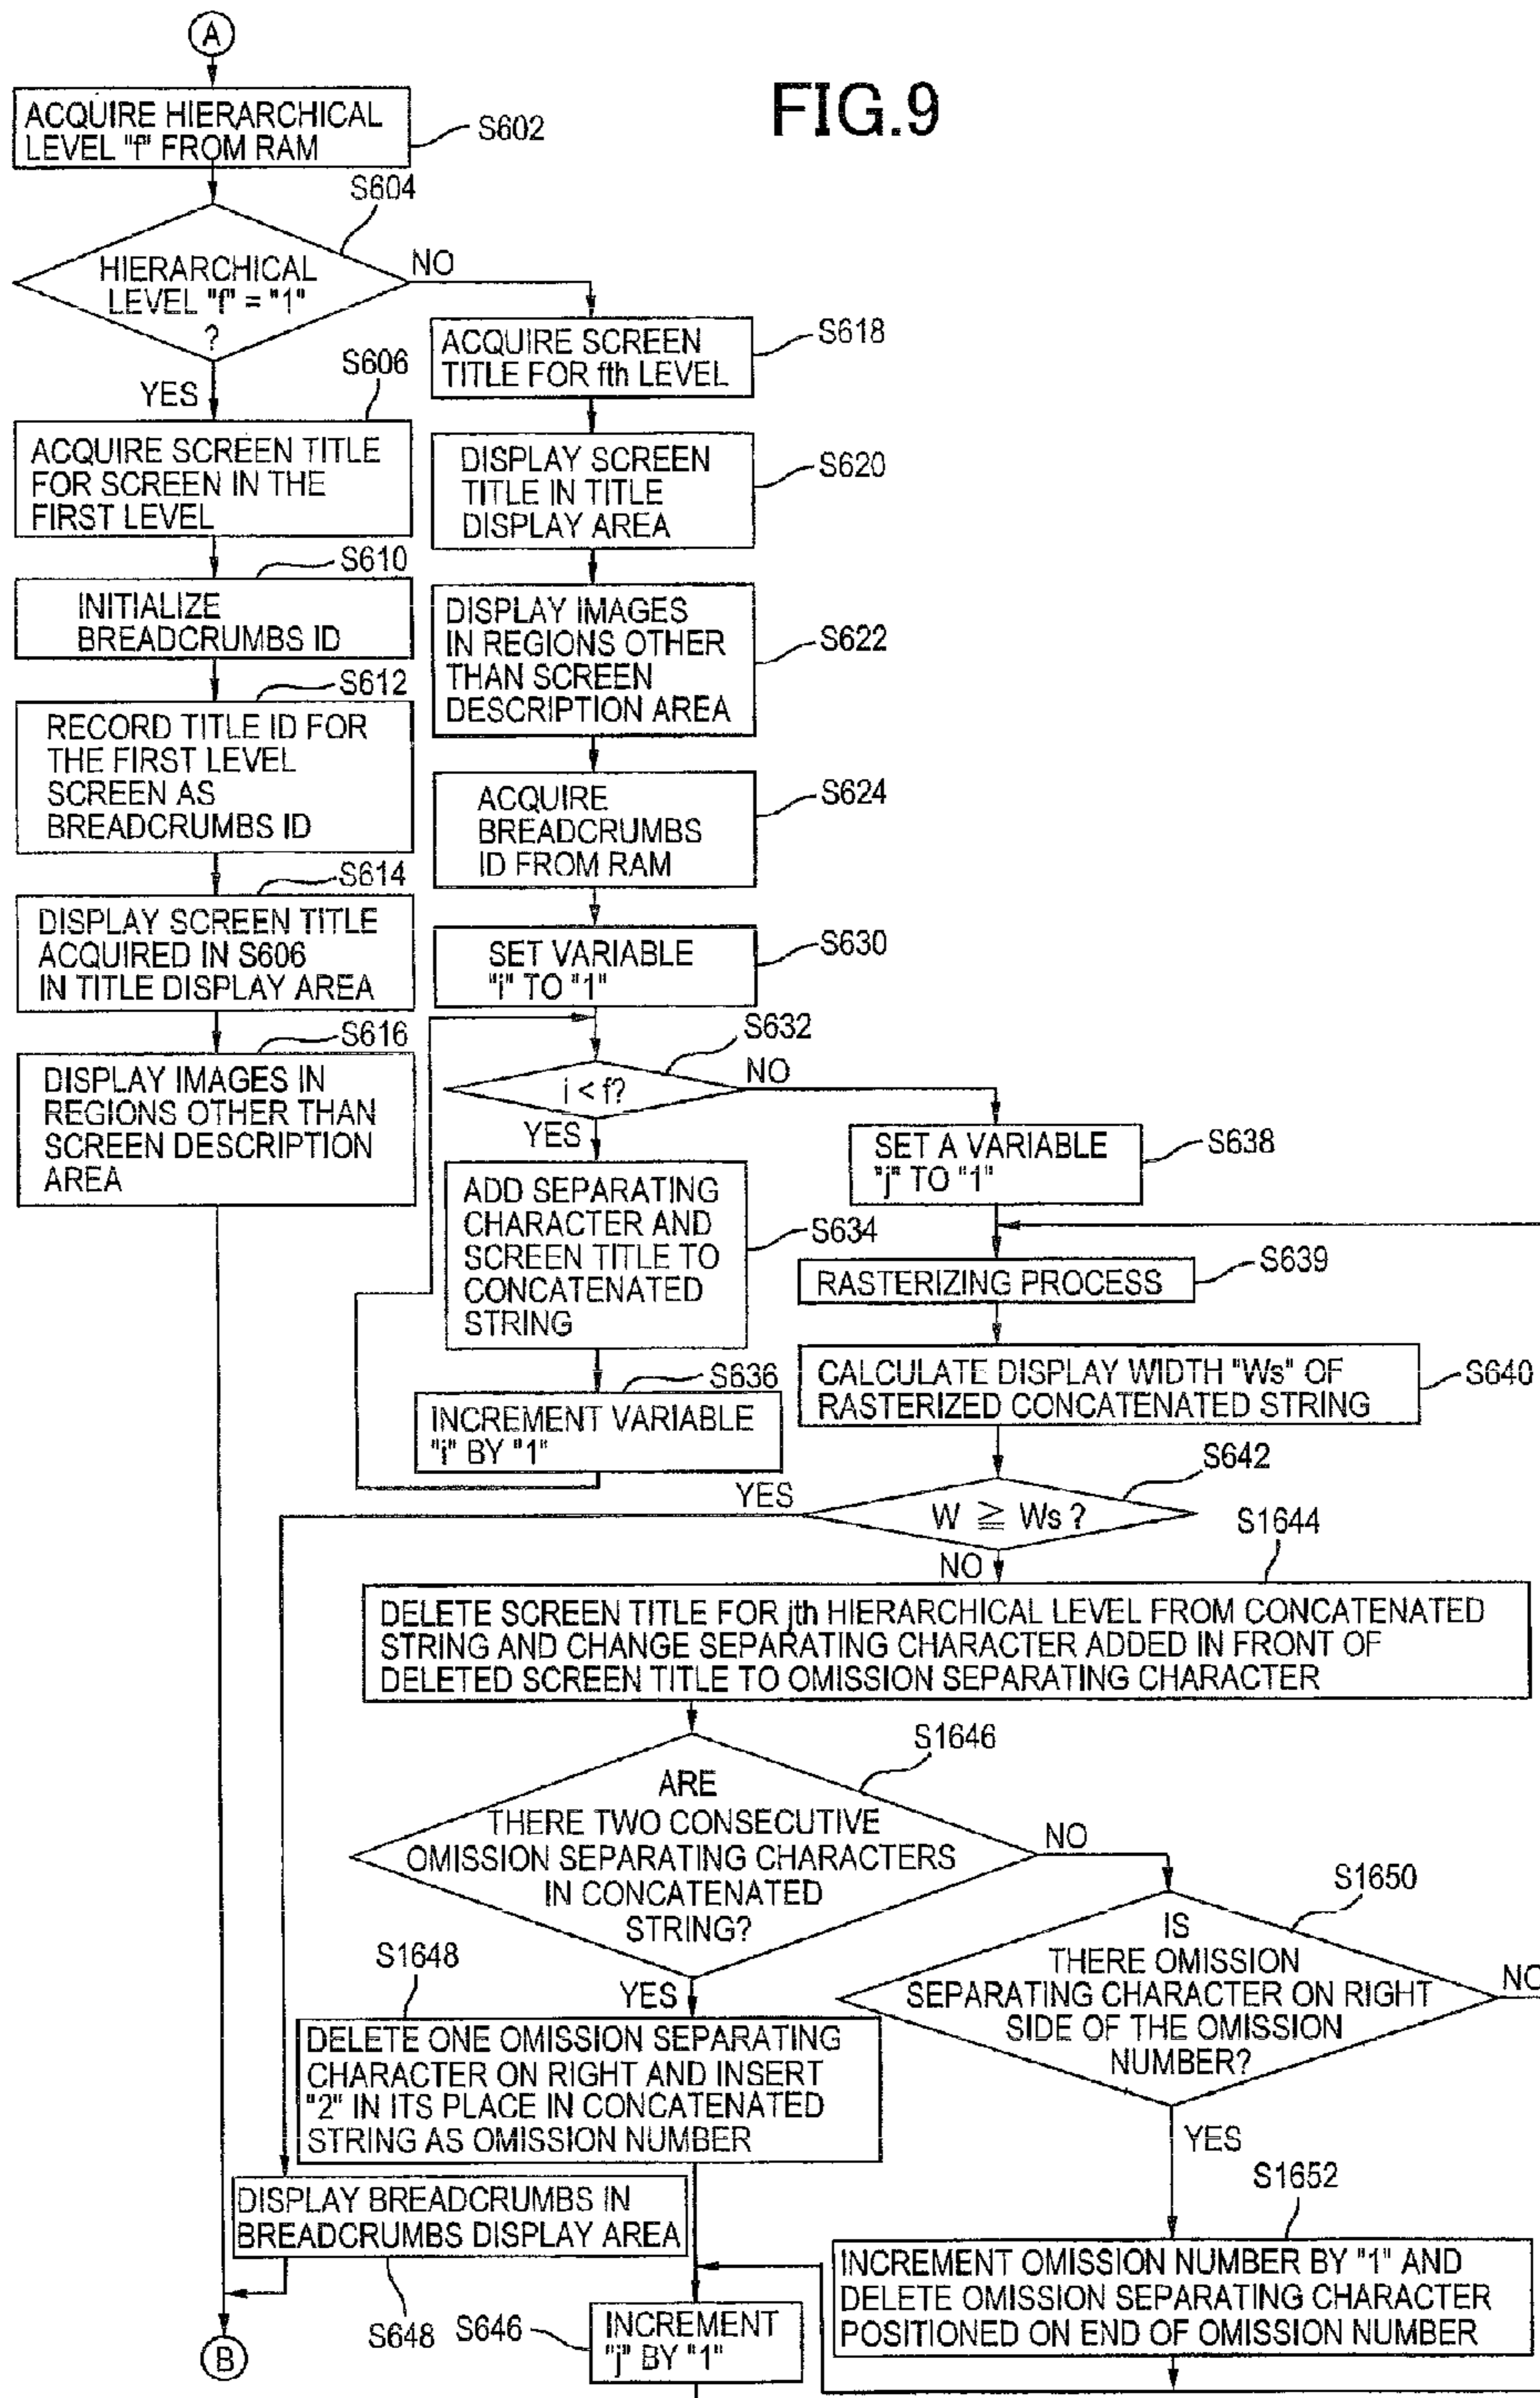 A
FIG.9
ACQUIRE HIERARCHICAL
LEVEL "f" FROM RAM
S602
S604
HIERARCHICAL
LEVEL "f" = "1"
?
NO
YES
S606
ACQUIRE SCREEN TITLE
FOR SCREEN IN THE
FIRST LEVEL
S610
INITIALIZE
BREADCRUMBS ID
S612
RECORD TITLE ID FOR
THE FIRST LEVEL
SCREEN AS
BREADCRUMBS ID
S614
DISPLAY SCREEN TITLE
ACQUIRED IN S606
IN TITLE DISPLAY AREA
S616
DISPLAY IMAGES IN
REGIONS OTHER THAN
SCREEN DESCRIPTION
AREA
ACQUIRE SCREEN
TITLE FOR fth LEVEL
S618
DISPLAY SCREEN
TITLE IN TITLE
DISPLAY AREA
S620
DISPLAY IMAGES
IN REGIONS OTHER
THAN SCREEN
DESCRIPTION AREA
S622
ACQUIRE
BREADCRUMBS
ID FROM RAM
S624
SET VARIABLE
"i" TO "1"
S630
S632
i < f?
NO
YES
ADD SEPARATING
CHARACTER AND
SCREEN TITLE TO
CONCATENATED
STRING
S634
S636
INCREMENT VARIABLE
"i" BY "1"
SET A VARIABLE
"j" TO "1"
S638
RASTERIZING PROCESS
S639
CALCULATE DISPLAY WIDTH "Ws" OF
RASTERIZED CONCATENATED STRING
S640
S642
YES
W ≧ Ws ?
NO
S1644
DELETE SCREEN TITLE FOR jth HIERARCHICAL LEVEL FROM CONCATENATED
STRING AND CHANGE SEPARATING CHARACTER ADDED IN FRONT OF
DELETED SCREEN TITLE TO OMISSION SEPARATING CHARACTER
S1646
ARE
THERE TWO CONSECUTIVE
OMISSION SEPARATING CHARACTERS
IN CONCATENATED
STRING?
NO
YES
S1648
DELETE ONE OMISSION SEPARATING
CHARACTER ON RIGHT AND INSERT
"2" IN ITS PLACE IN CONCATENATED
STRING AS OMISSION NUMBER
S1650
IS
THERE OMISSION
SEPARATING CHARACTER ON RIGHT
SIDE OF THE OMISSION
NUMBER?
NO
YES
S1652
INCREMENT OMISSION NUMBER BY "1" AND
DELETE OMISSION SEPARATING CHARACTER
POSITIONED ON END OF OMISSION NUMBER
DISPLAY BREADCRUMBS IN
BREADCRUMBS DISPLAY AREA
S648
S646
INCREMENT
"j" BY "1"
B